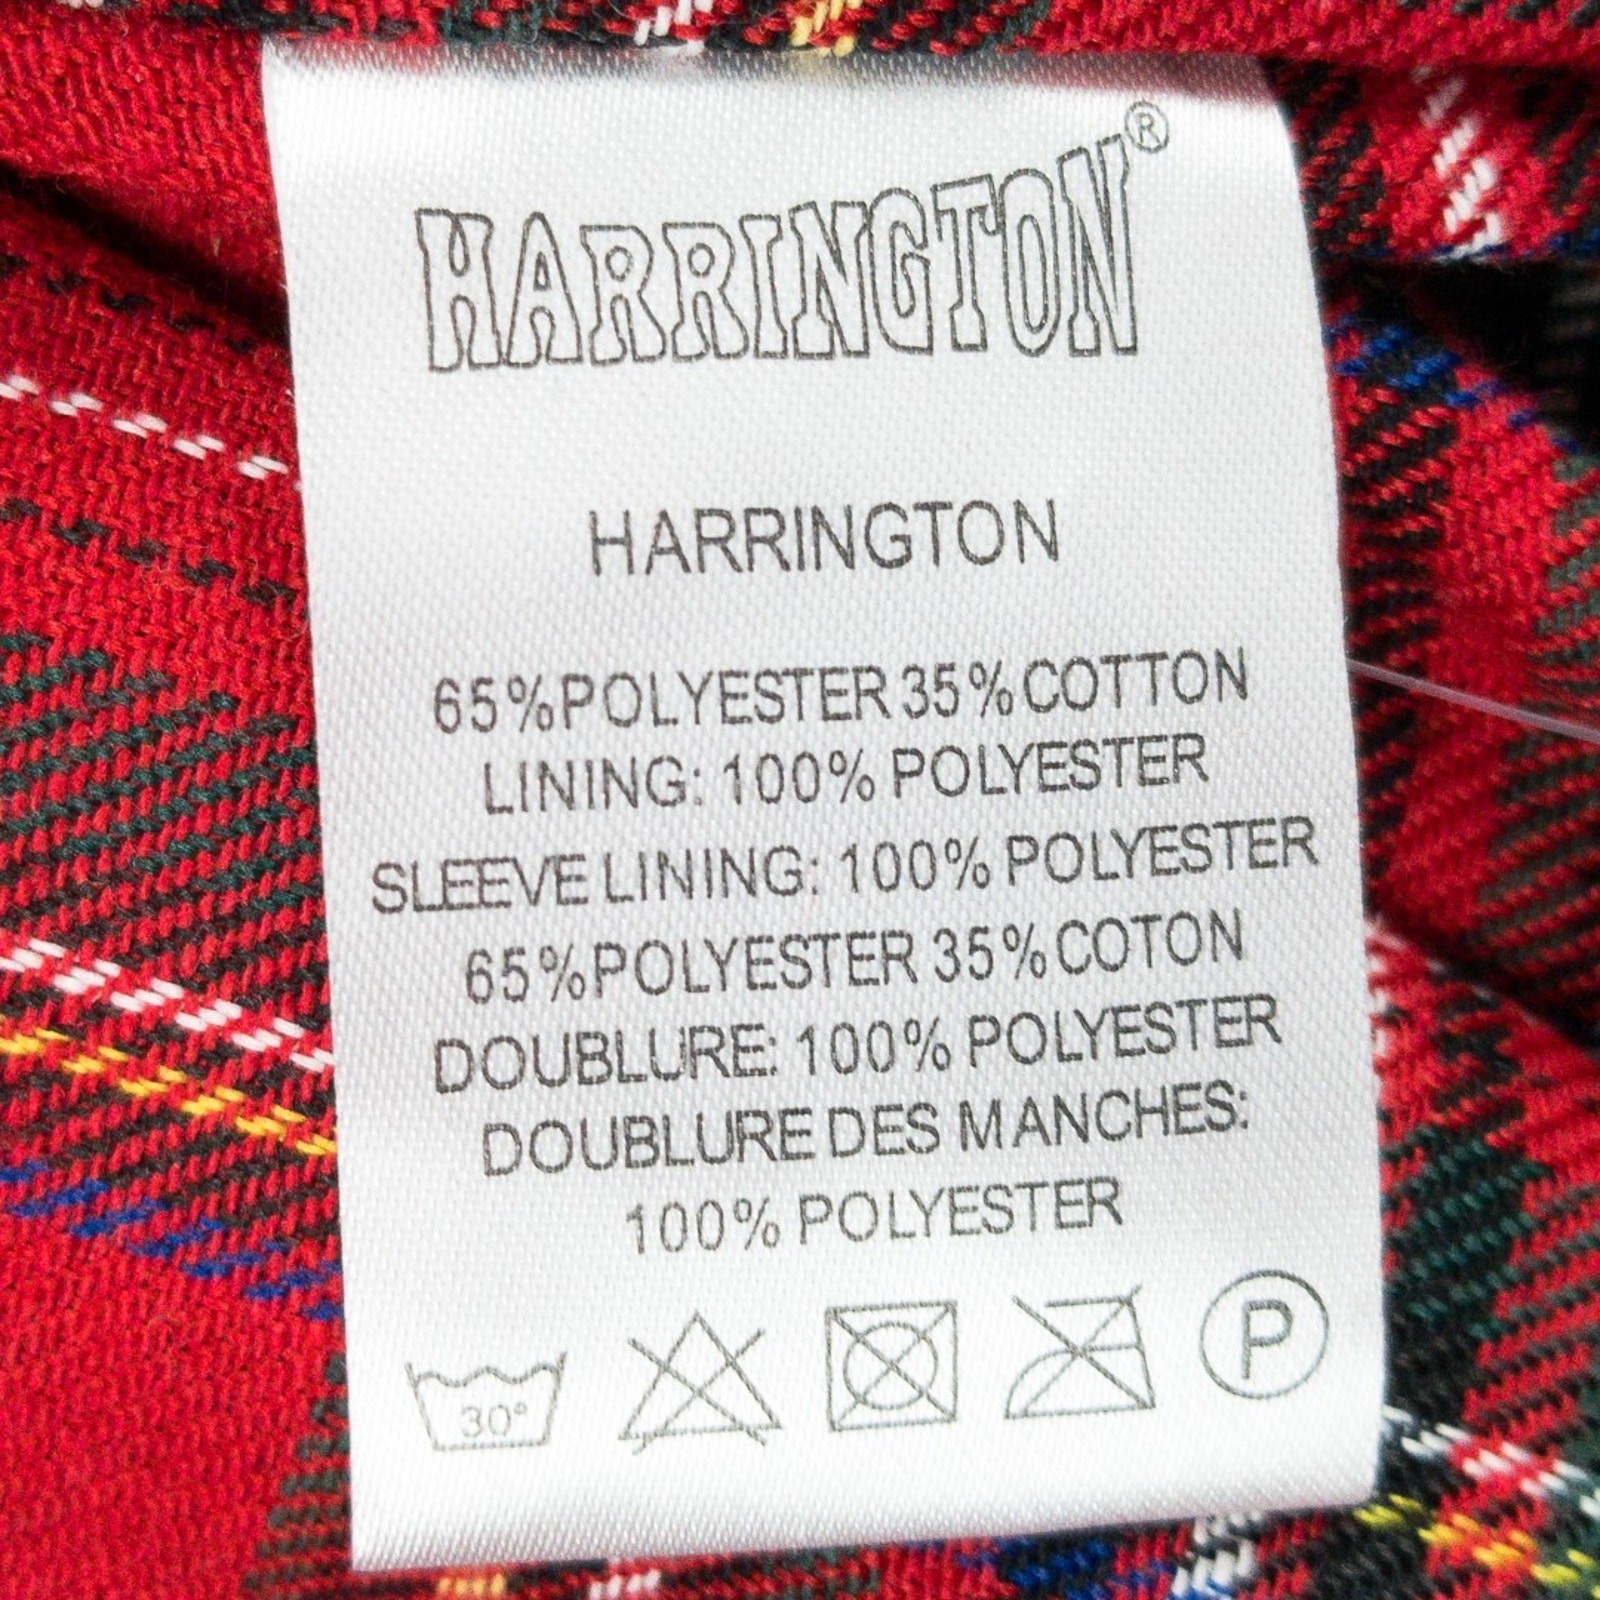 HARRINGTON®
HARRINGTON
65%POLYESTER 35%COTTON
LINING: 100% POLYESTER
SLEEVE LINING: 100% POLYESTER
65%POLYESTER 35%COTON
DOUBLURE: 100% POLYESTER
DOUBLURE DES MANCHES:
100% POLYESTER
30° P